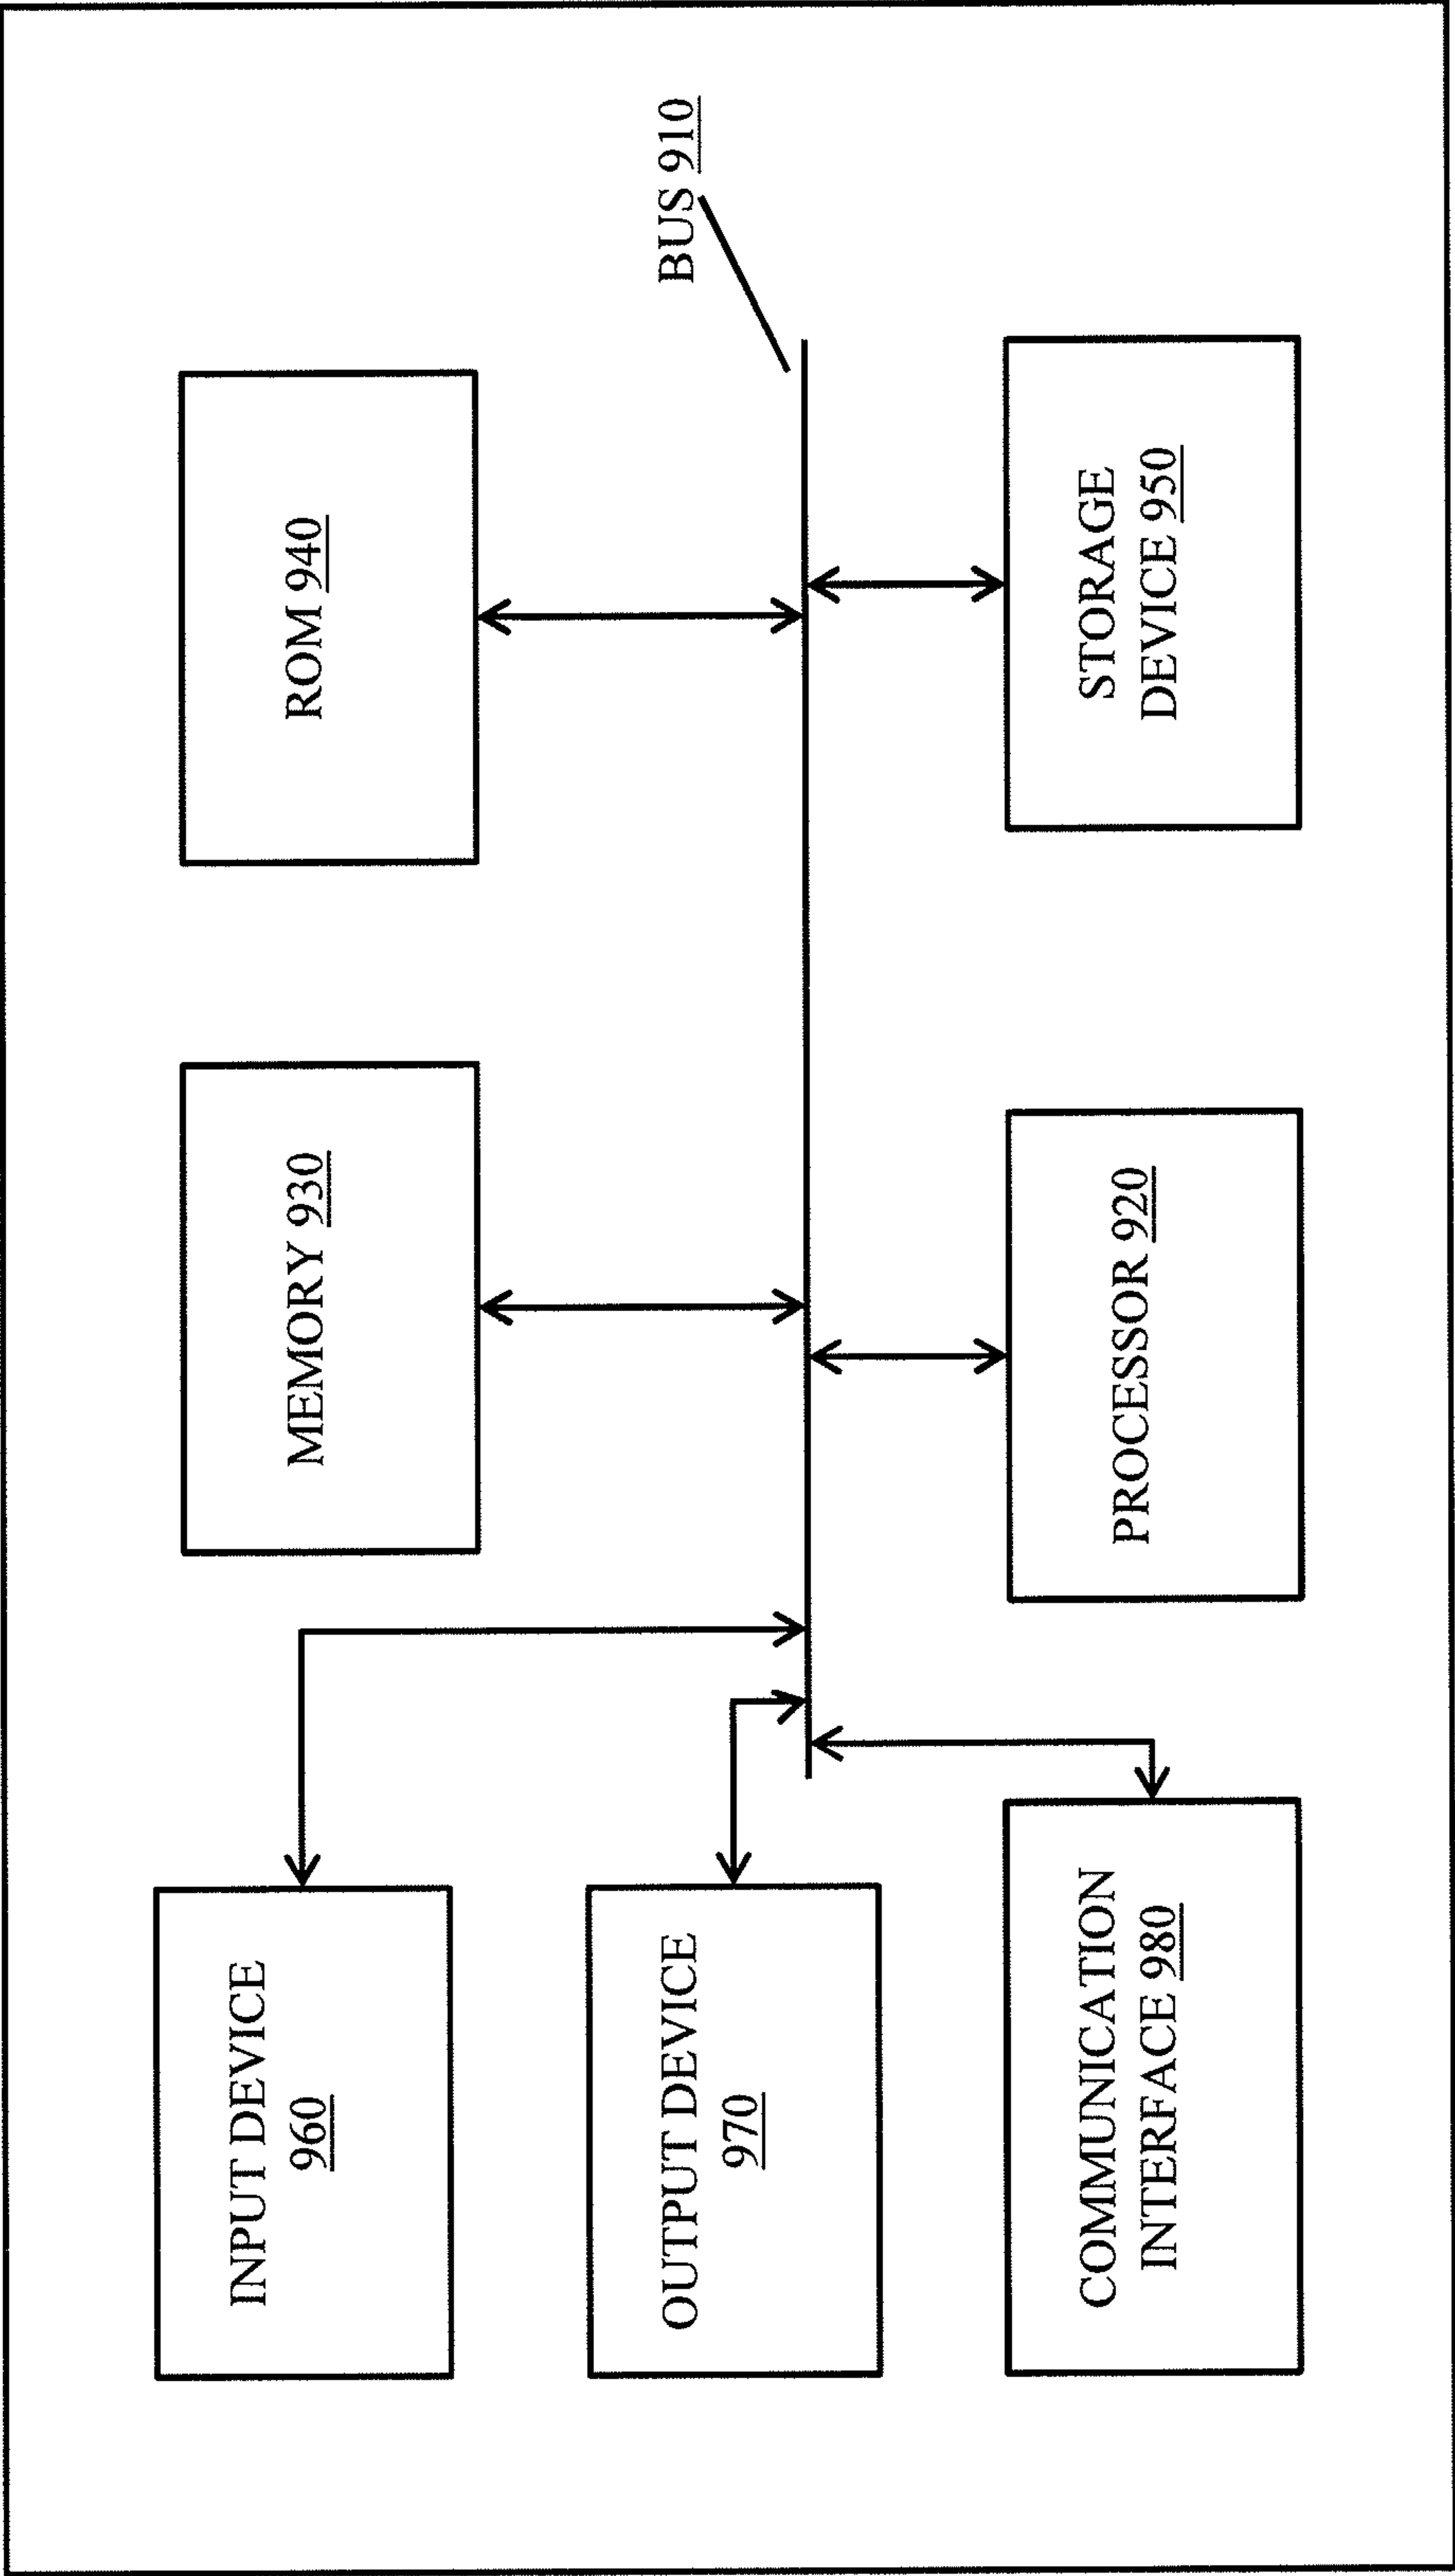 INPUT DEVICE
960
MEMORY 930
ROM 940
OUTPUT DEVICE
970
BUS 910
COMMUNICATION
INTERFACE 980
PROCESSOR 920
STORAGE
DEVICE 950